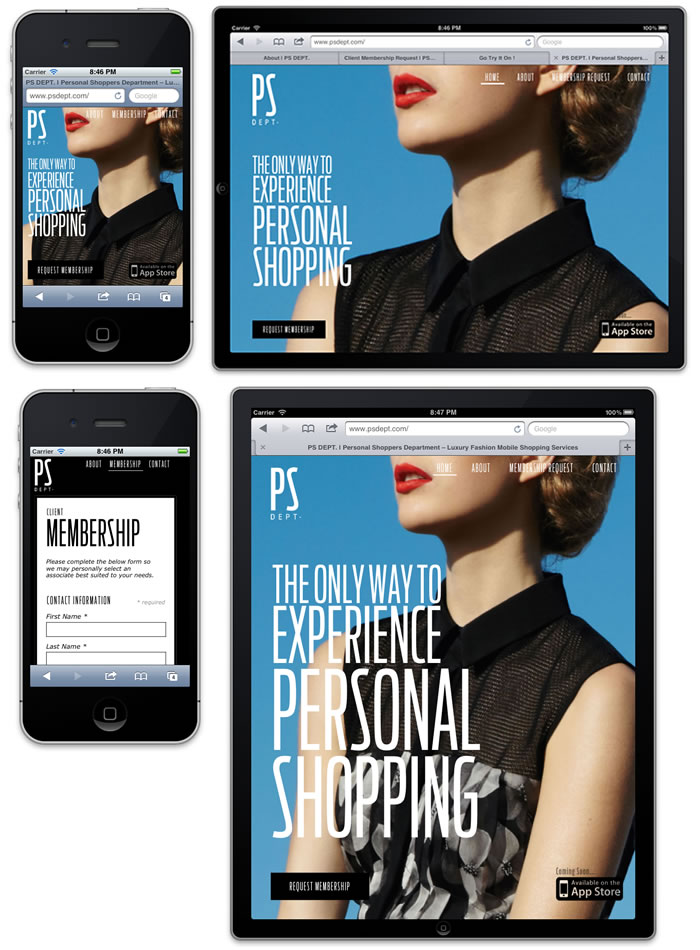 Carrier 8:46 PM
PS DEPT. | Personal Shoppers Department – Lu...
www.psdept.com/ Google
PS
DEPT.
ABOUT MEMBERSHIP CONTACT
THE ONLY WAY TO
EXPERIENCE
PERSONAL
SHOPPING
REQUEST MEMBERSHIP
Available on the
App Store
Carrier 8:46 PM 100%
www.psdept.com/ Google
About | PS DEPT. Client Membership Request | PS... Go Try It On ! PS DEPT. | Personal Shoppers...
PS
DEPT.
HOME ABOUT MEMBERSHIP REQUEST CONTACT
THE ONLY WAY TO
EXPERIENCE
PERSONAL
SHOPPING
REQUEST MEMBERSHIP
Available on the
App Store
Carrier 8:46 PM
PS
DEPT.
ABOUT MEMBERSHIP CONTACT
CLIENT
MEMBERSHIP
Please complete the below form so
we may personally select an
associate best suited to your needs.
CONTACT INFORMATION * required
First Name *
Last Name *
Carrier 8:47 PM 100%
www.psdept.com/ Google
PS DEPT. | Personal Shoppers Department – Luxury Fashion Mobile Shopping Services
PS
DEPT.
HOME ABOUT MEMBERSHIP REQUEST CONTACT
THE ONLY WAY TO
EXPERIENCE
PERSONAL
SHOPPING
REQUEST MEMBERSHIP
Coming Soon...
Available on the
App Store